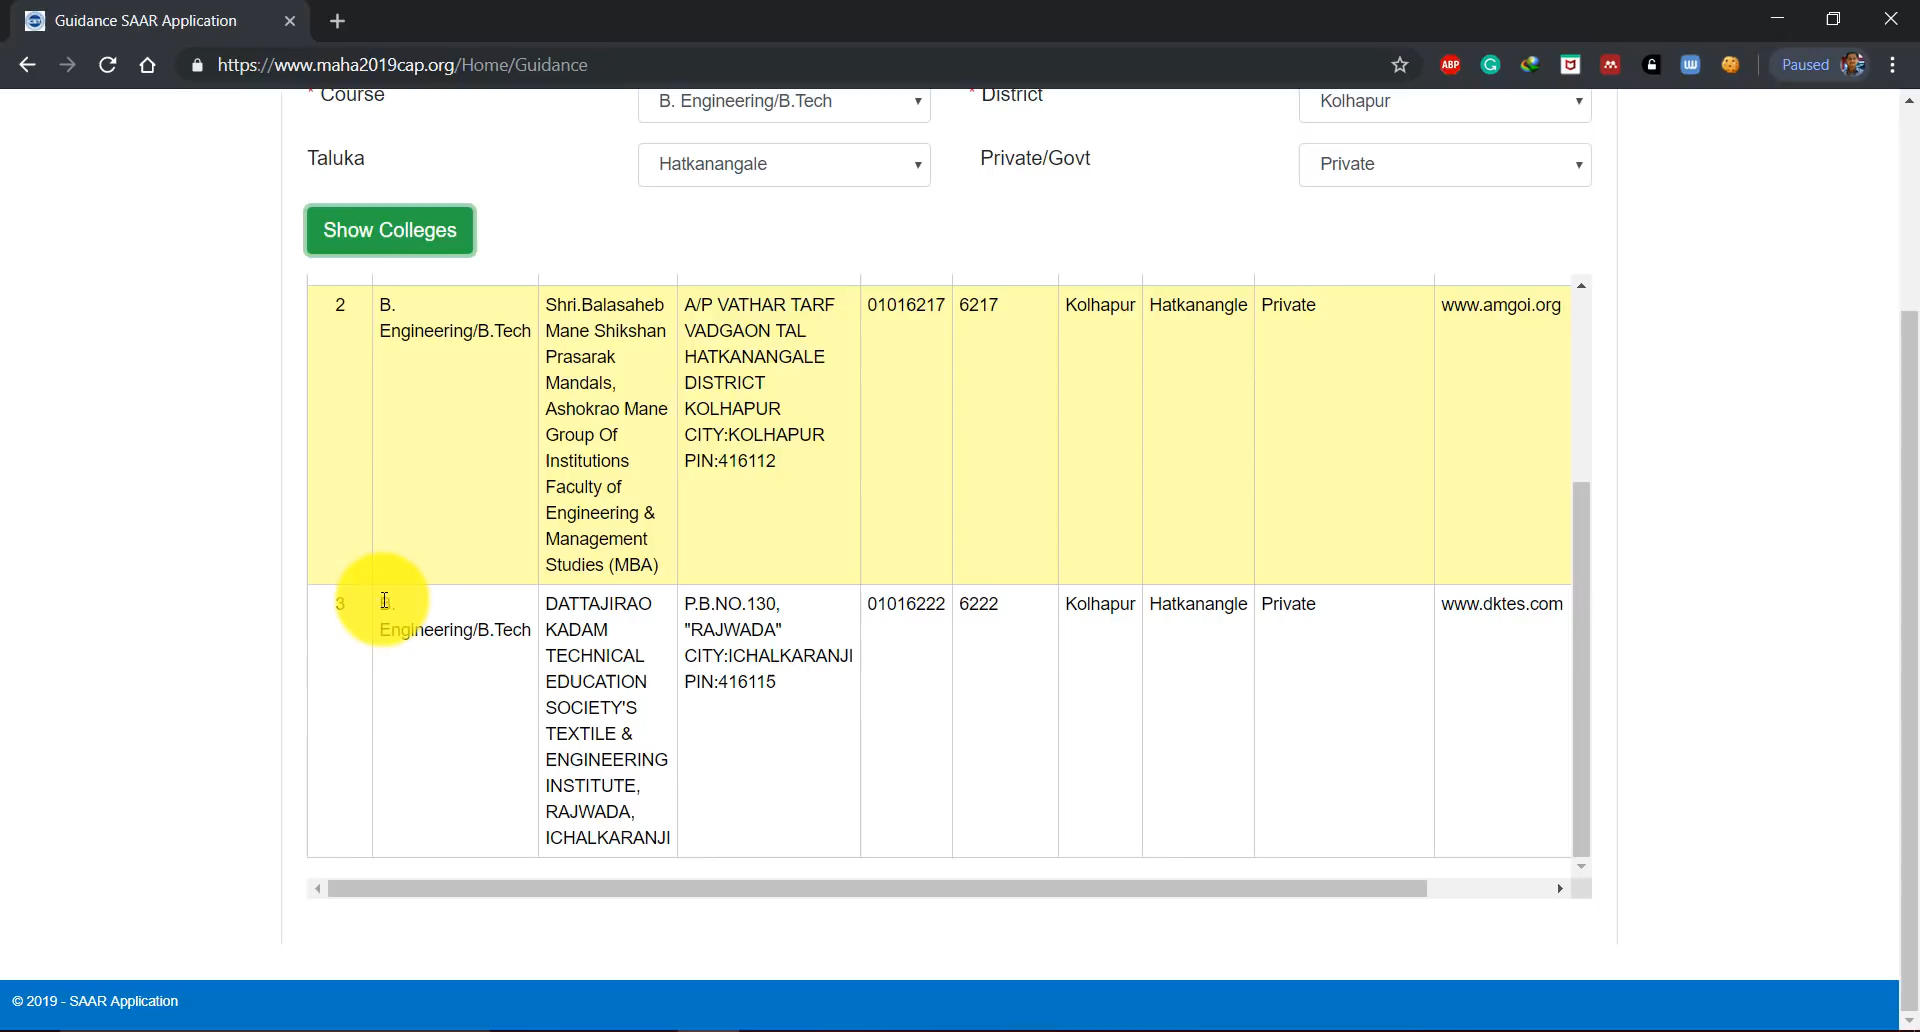 Guidance SAAR Application
https://www.maha2019cap.org/Home/Guidance
ABP
Paused
* Course
B. Engineering/B.Tech
* District
Kolhapur
Taluka
Hatkanangale
Private/Govt
Private
Show Colleges
2
B.
Engineering/B.Tech
Shri.Balasaheb
Mane Shikshan
Prasarak
Mandals,
Ashokrao Mane
Group Of
Institutions
Faculty of
Engineering &
Management
Studies (MBA)
A/P VATHAR TARF
VADGAON TAL
HATKANANGALE
DISTRICT
KOLHAPUR
CITY:KOLHAPUR
PIN:416112
01016217
6217
Kolhapur
Hatkanangle
Private
www.amgoi.org
3
B.
Engineering/B.Tech
DATTAJIRAO
KADAM
TECHNICAL
EDUCATION
SOCIETY'S
TEXTILE &
ENGINEERING
INSTITUTE,
RAJWADA,
ICHALKARANJI
P.B.NO.130,
"RAJWADA"
CITY:ICHALKARANJI
PIN:416115
01016222
6222
Kolhapur
Hatkanangle
Private
www.dktes.com
© 2019 - SAAR Application